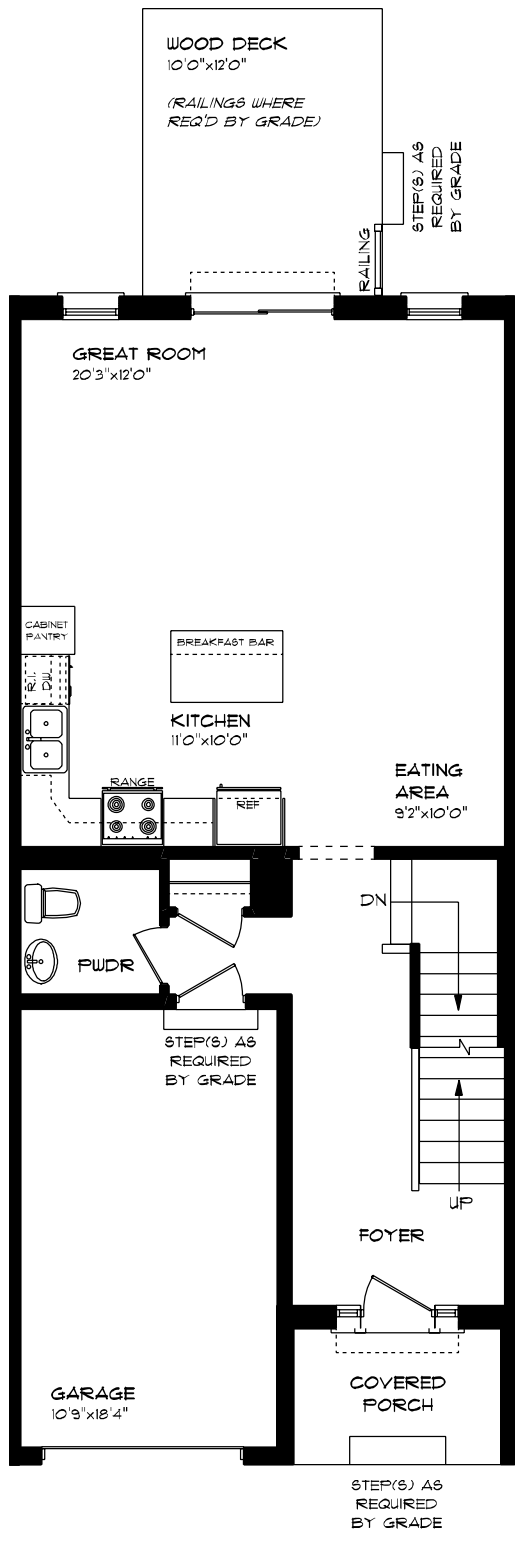 WOOD DECK
10'0"x12'0"
(RAILINGS WHERE
REQ'D BY GRADE)
STEP(S) AS
REQUIRED
BY GRADE
RAILING
GREAT ROOM
20'3"x12'0"
CABINET
PANTRY
BREAKFAST BAR
R.I.
DW
KITCHEN
11'0"x10'0"
RANGE
REF
EATING
AREA
9'2"x10'0"
DN
PWDR
STEP(S) AS
REQUIRED
BY GRADE
UP
FOYER
GARAGE
10'9"x18'4"
COVERED
PORCH
STEP(S) AS
REQUIRED
BY GRADE